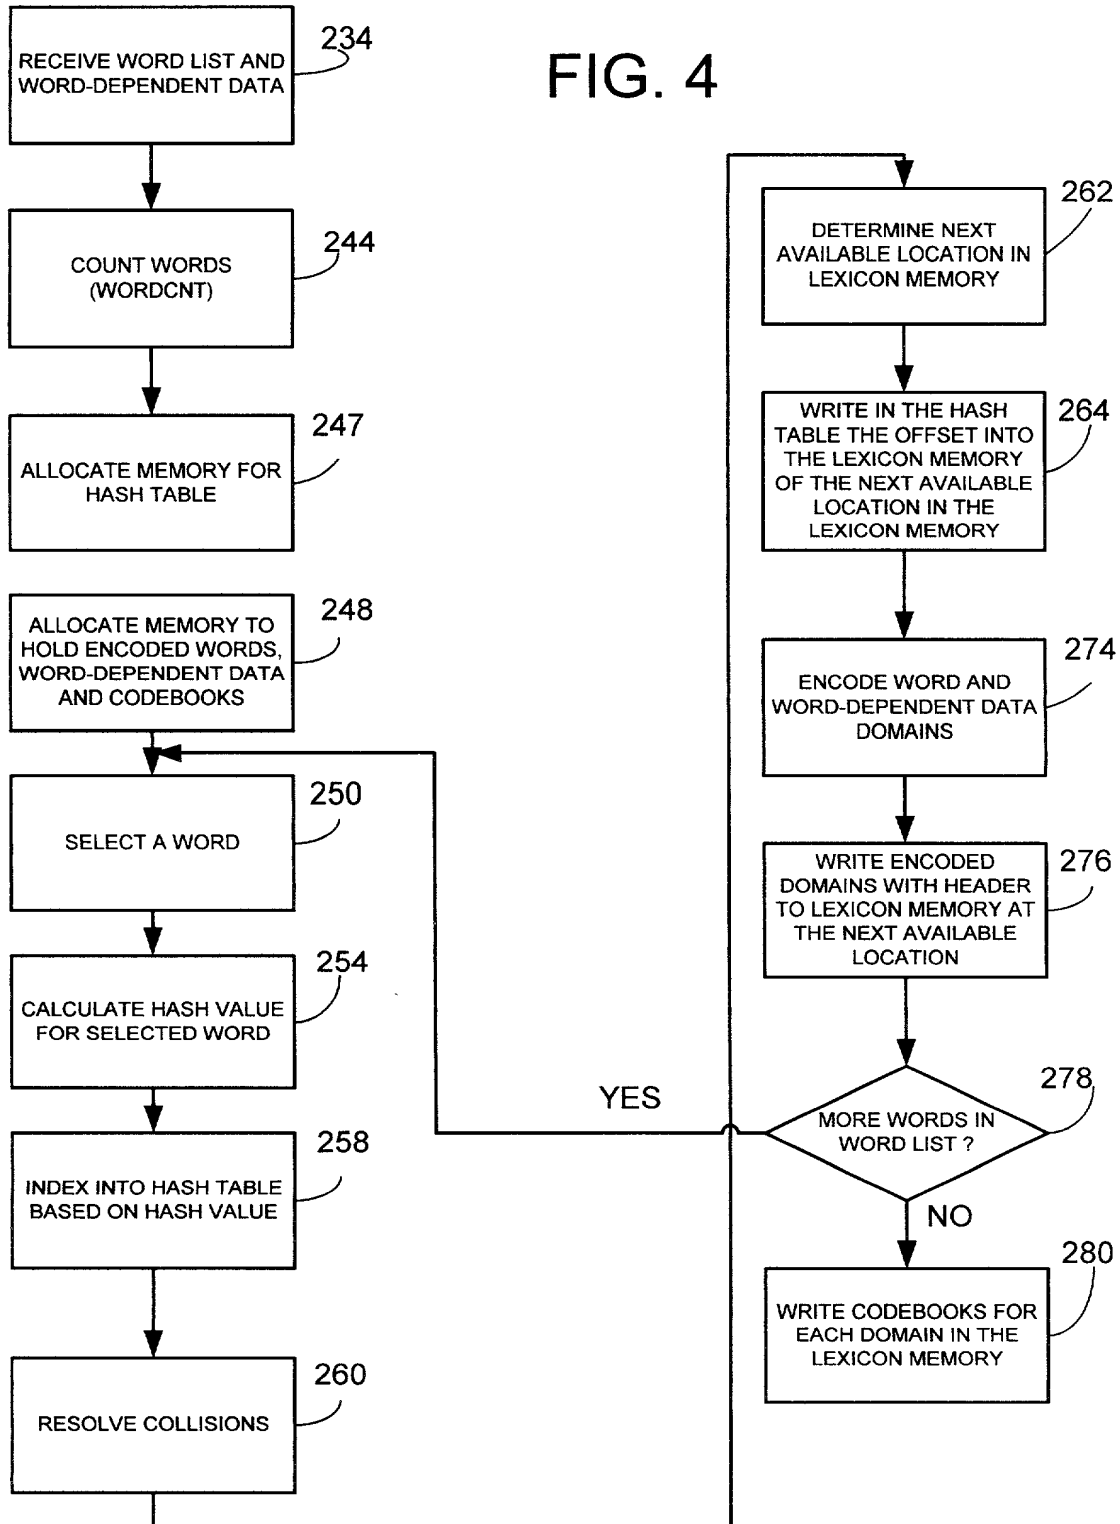 FIG. 4
RECEIVE WORD LIST AND
WORD-DEPENDENT DATA
234
COUNT WORDS
(WORDCNT)
244
ALLOCATE MEMORY FOR
HASH TABLE
247
ALLOCATE MEMORY TO
HOLD ENCODED WORDS,
WORD-DEPENDENT DATA
AND CODEBOOKS
248
SELECT A WORD
250
CALCULATE HASH VALUE
FOR SELECTED WORD
254
INDEX INTO HASH TABLE
BASED ON HASH VALUE
258
RESOLVE COLLISIONS
260
DETERMINE NEXT
AVAILABLE LOCATION IN
LEXICON MEMORY
262
WRITE IN THE HASH
TABLE THE OFFSET INTO
THE LEXICON MEMORY
OF THE NEXT AVAILABLE
LOCATION IN THE
LEXICON MEMORY
264
ENCODE WORD AND
WORD-DEPENDENT DATA
DOMAINS
274
WRITE ENCODED
DOMAINS WITH HEADER
TO LEXICON MEMORY AT
THE NEXT AVAILABLE
LOCATION
276
MORE WORDS IN
WORD LIST ?
278
YES
NO
WRITE CODEBOOKS FOR
EACH DOMAIN IN THE
LEXICON MEMORY
280